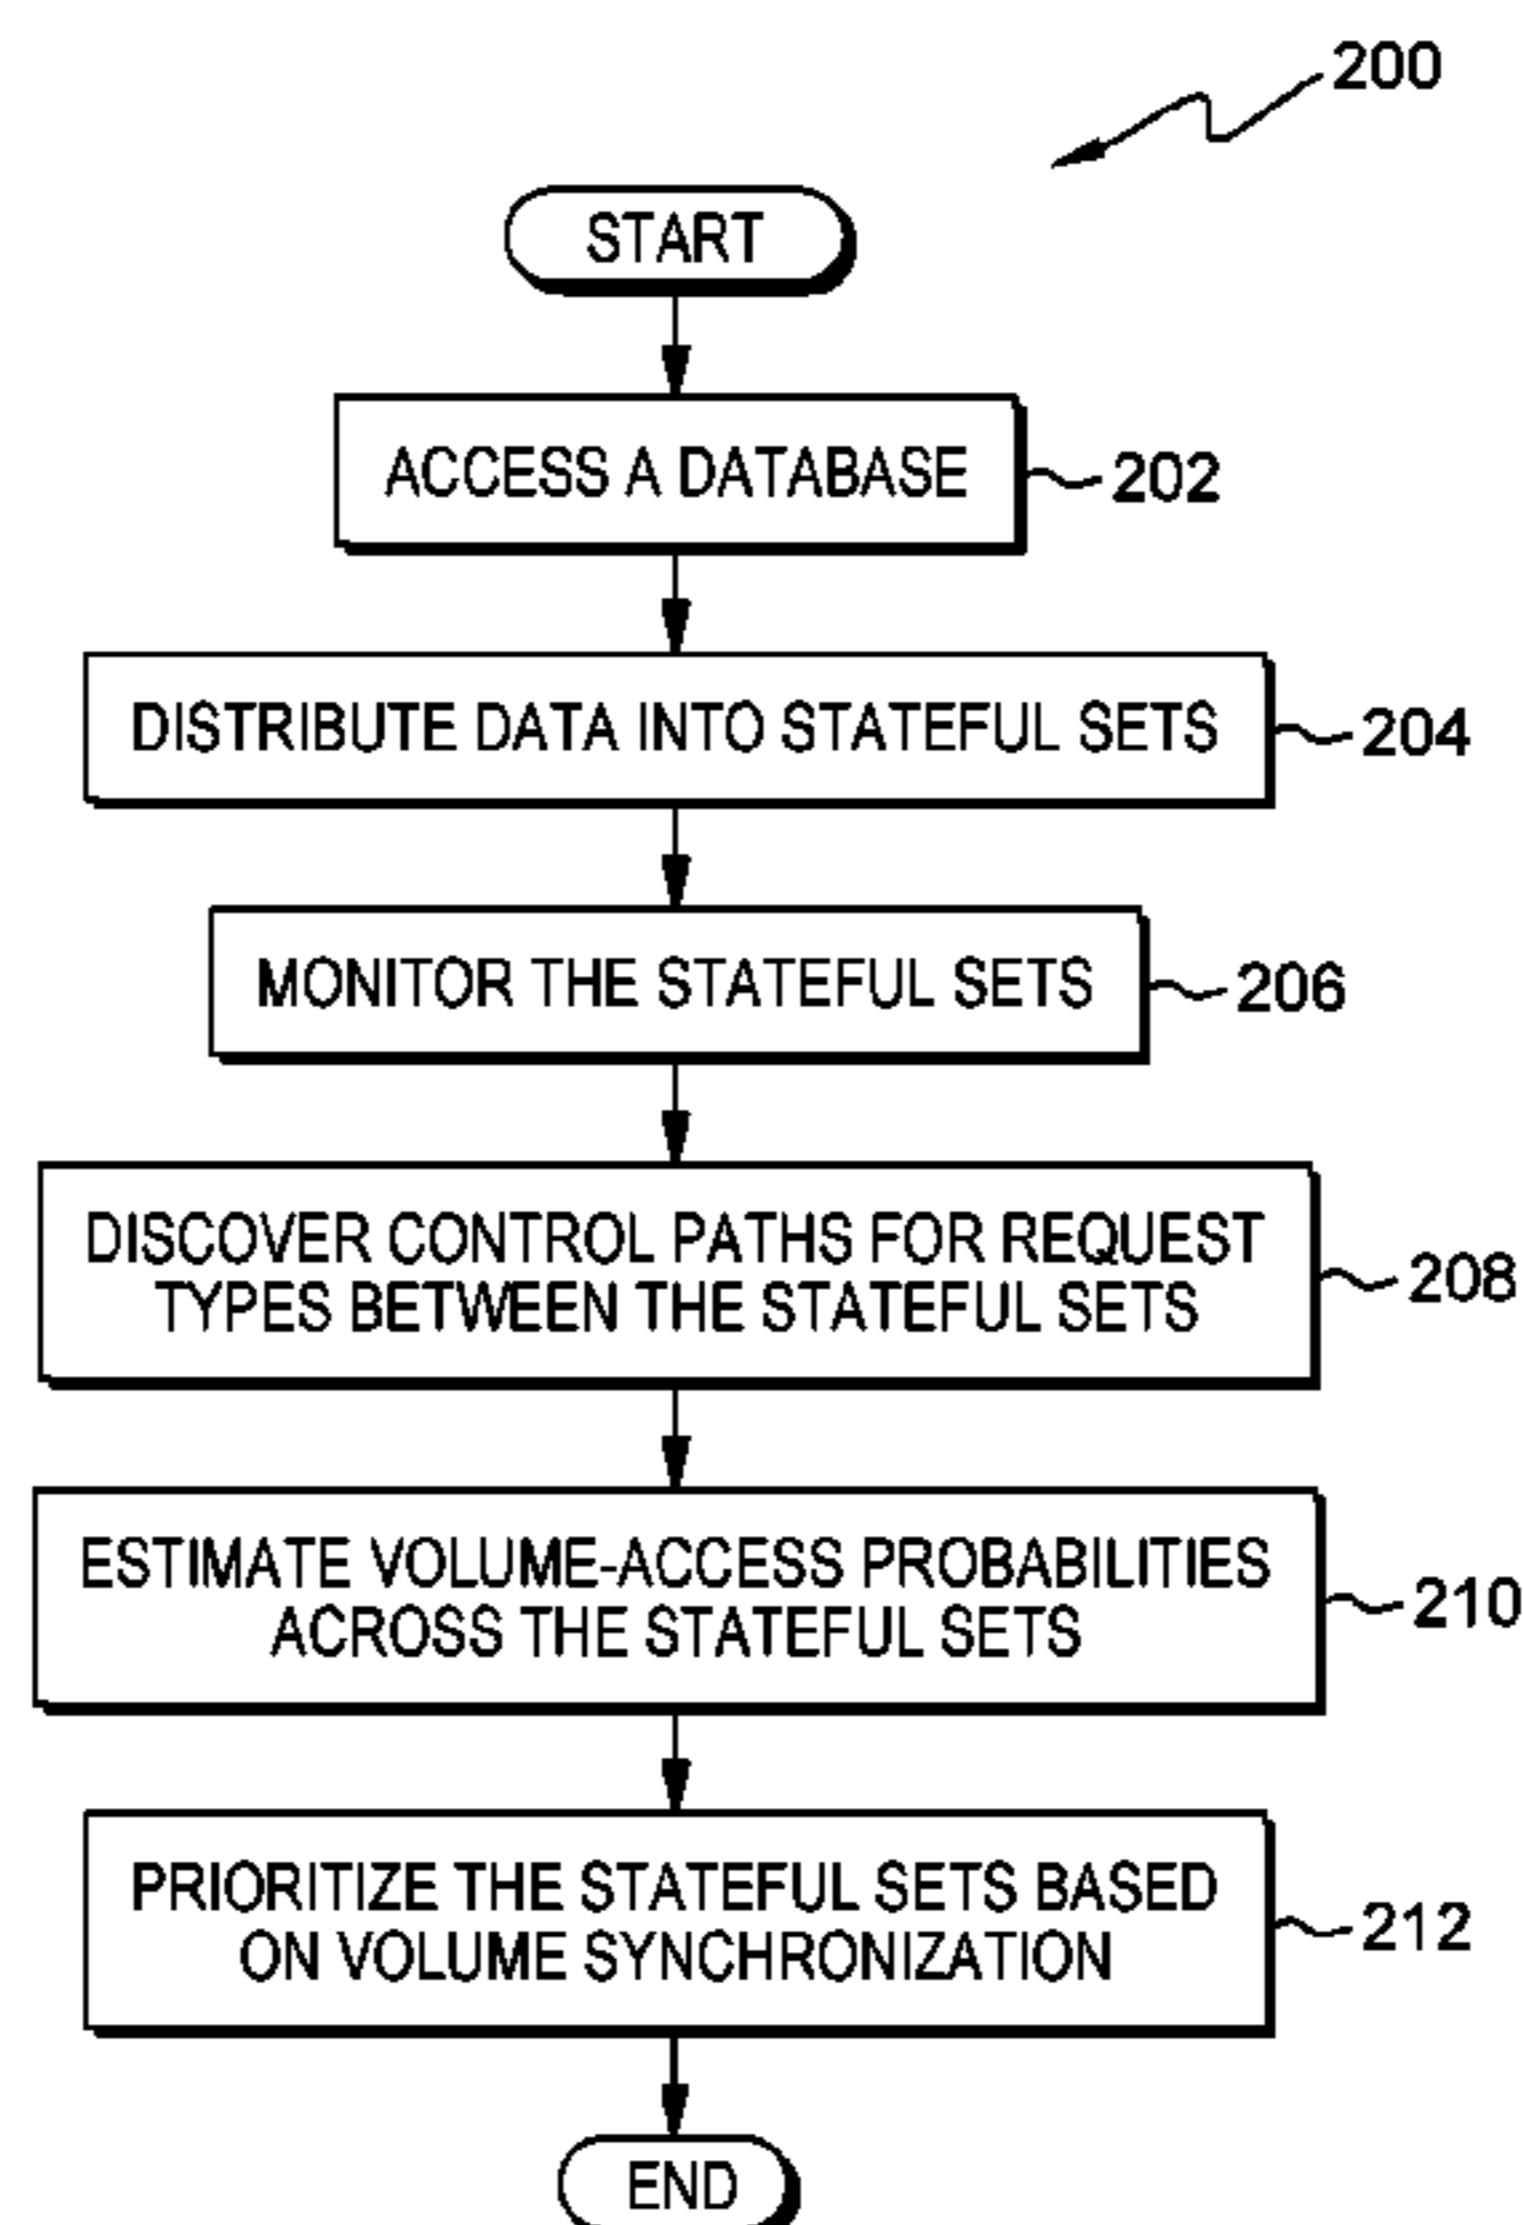 200
START
ACCESS A DATABASE
202
DISTRIBUTE DATA INTO STATEFUL SETS
204
MONITOR THE STATEFUL SETS
206
DISCOVER CONTROL PATHS FOR REQUEST
TYPES BETWEEN THE STATEFUL SETS
208
ESTIMATE VOLUME-ACCESS PROBABILITIES
ACROSS THE STATEFUL SETS
210
PRIORITIZE THE STATEFUL SETS BASED
ON VOLUME SYNCHRONIZATION
212
END